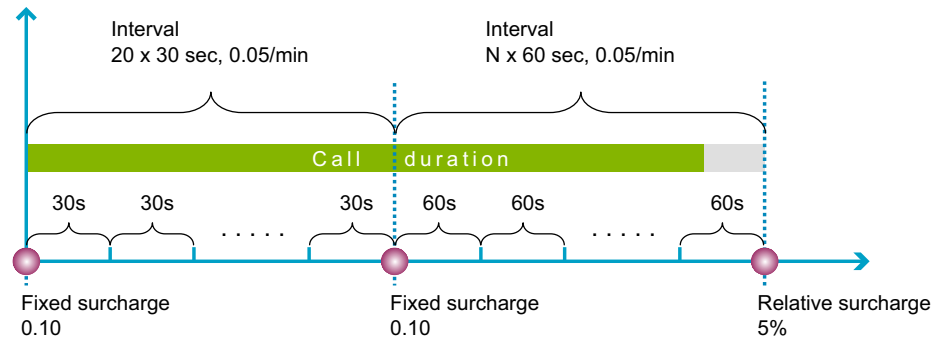 Interval
20 x 30 sec, 0.05/min
Interval
N x 60 sec, 0.05/min
Call duration
30s
30s
. . . . .
30s
60s
60s
. . . . .
60s
Fixed surcharge
0.10
Fixed surcharge
0.10
Relative surcharge
5%